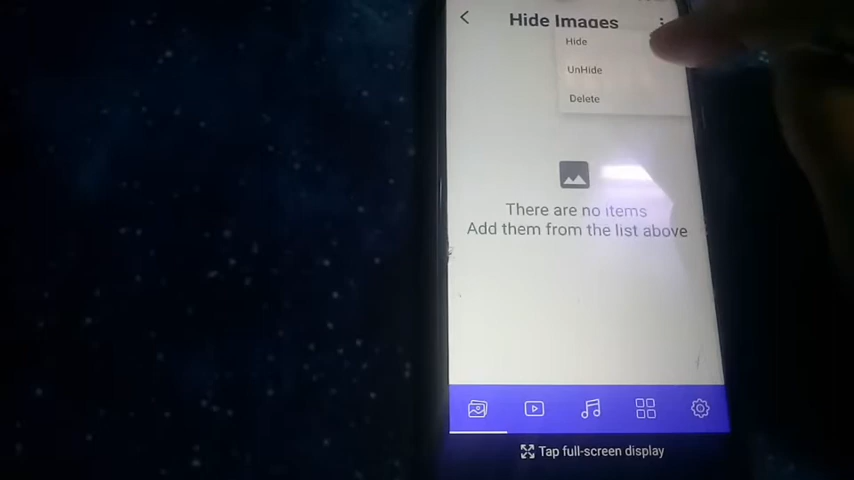 Hide Images
Hide
UnHide
Delete
There are no items
Add them from the list above
Tap full-screen display